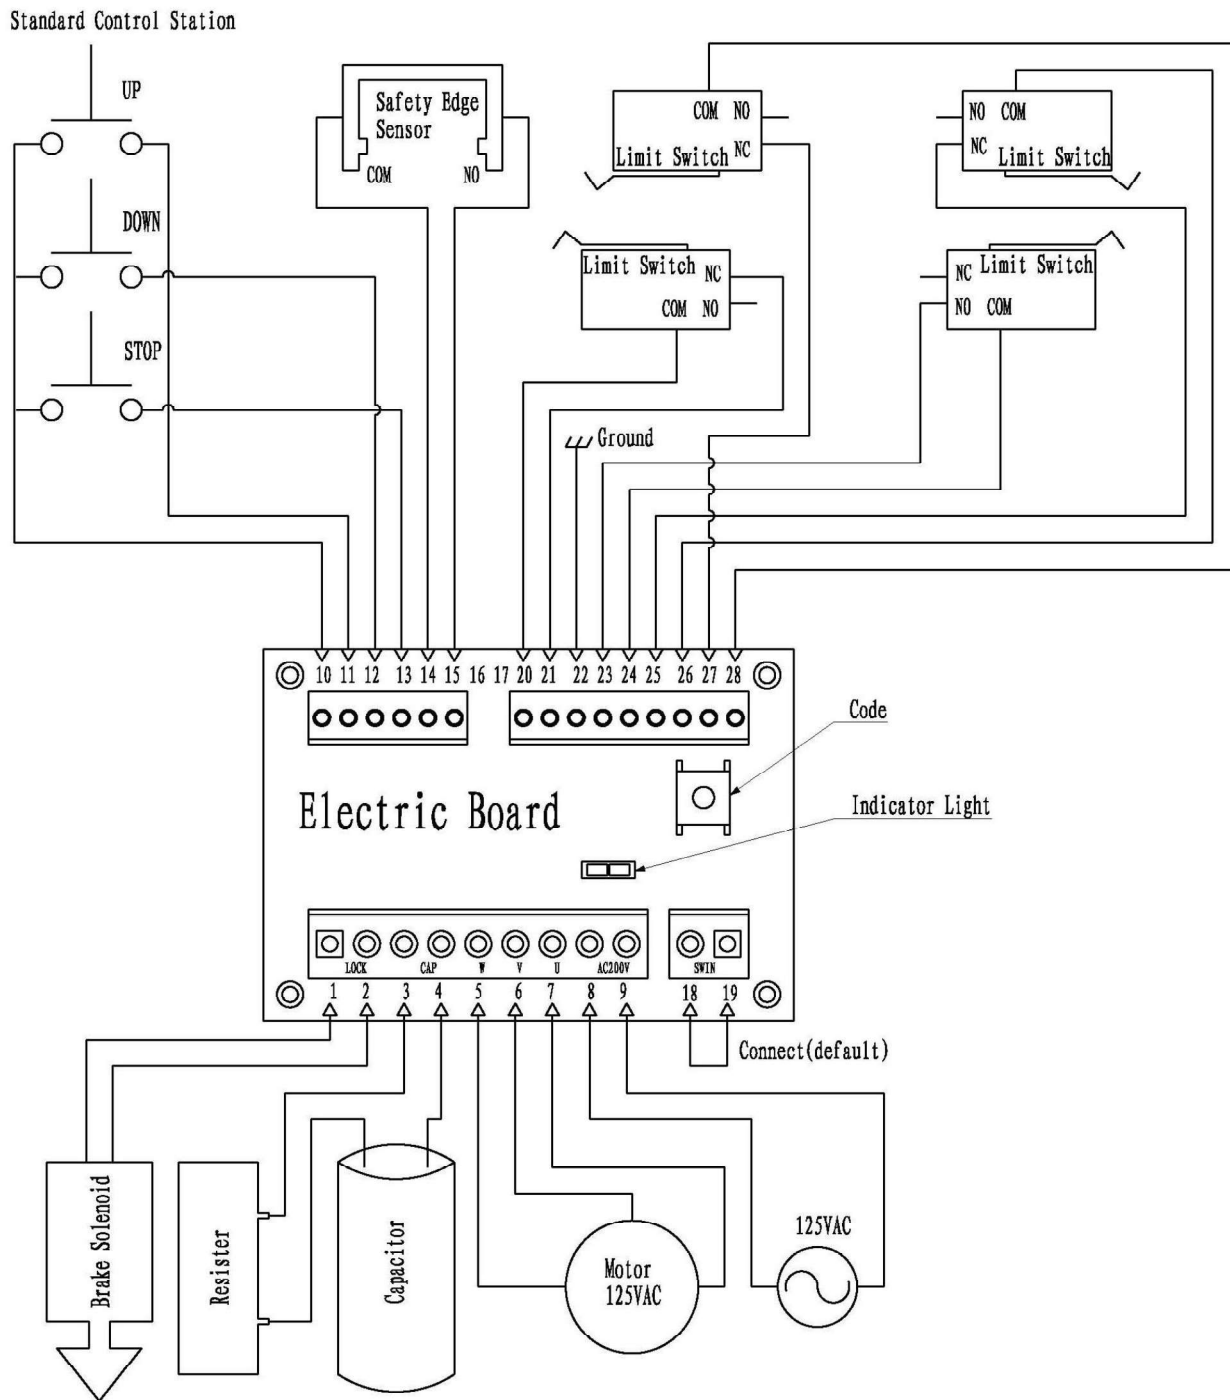 Standard Control Station
UP
DOWN
STOP
Safety Edge
Sensor
COM
NO
COM NO
NC
Limit Switch
NO COM
NC
Limit Switch
Limit Switch NC
COM NO
Limit Switch
NC
NO COM
Ground
10 11 12 13 14 15 16 17 20 21 22 23 24 25 26 27 28
Code
Electric Board
Indicator Light
LOCK CAP W V U AC200V SWIN
1 2 3 4 5 6 7 8 9 18 19
Connect(default)
Brake Solenoid
Resister
Capacitor
Motor
125VAC
125VAC